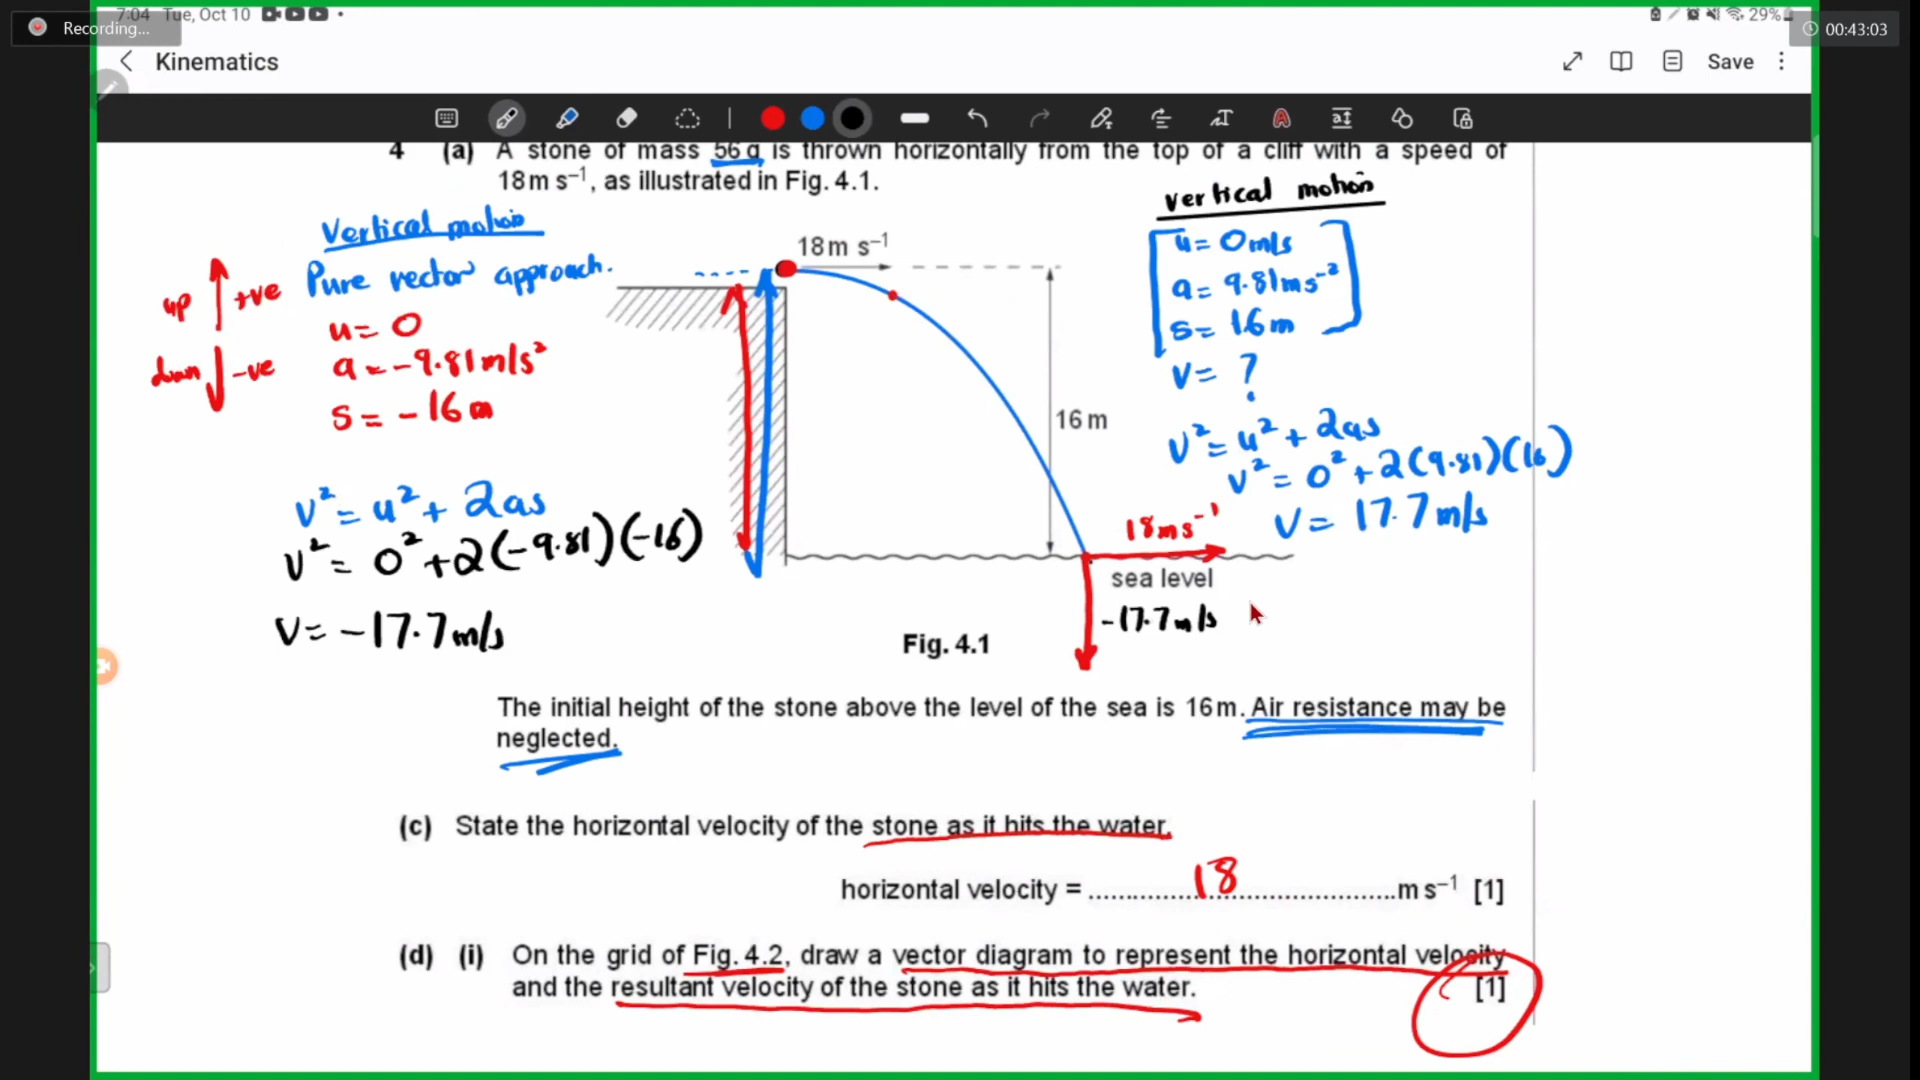 7:04 Tue, Oct 10
29%
Recording...
00:43:03
Kinematics
Save
4 (a) A stone of mass 56 g is thrown horizontally from the top of a cliff with a speed of
18 m s⁻¹, as illustrated in Fig. 4.1.
Vertical motion
Pure vector approach.
up +ve
down -ve
u = 0
a = -9.81 m/s²
s = -16 m
v² = u² + 2as
v² = 0² + 2(-9.81)(-16)
v = -17.7 m/s
18 m s⁻¹
16 m
18 ms⁻¹
sea level
-17.7 m/s
Fig. 4.1
vertical motion
u = 0 m/s
a = 9.81 ms⁻²
s = 16 m
v = ?
v² = u² + 2as
v² = 0² + 2(9.81)(16)
v = 17.7 m/s
The initial height of the stone above the level of the sea is 16 m. Air resistance may be
neglected.
(c) State the horizontal velocity of the stone as it hits the water.
horizontal velocity = ..............18....................m s⁻¹ [1]
(d) (i) On the grid of Fig. 4.2, draw a vector diagram to represent the horizontal velocity
and the resultant velocity of the stone as it hits the water. [1]